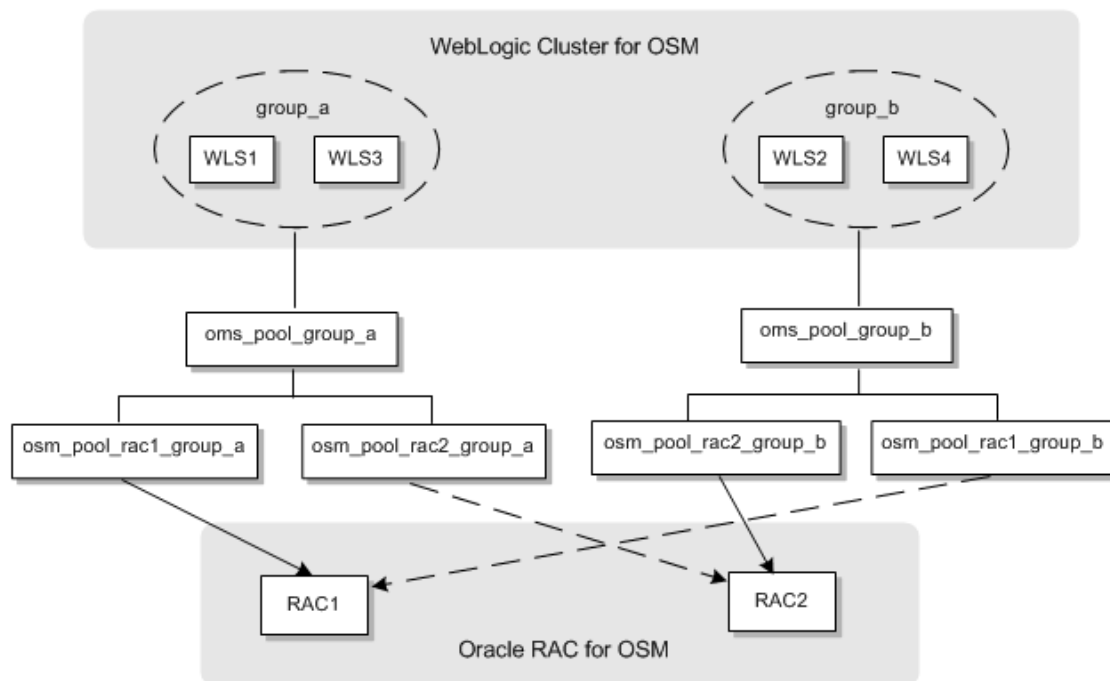 WebLogic Cluster for OSM
group_a
group_b
WLS1
WLS3
WLS2
WLS4
oms_pool_group_a
oms_pool_group_b
osm_pool_rac1_group_a
osm_pool_rac2_group_a
osm_pool_rac2_group_b
osm_pool_rac1_group_b
RAC1
RAC2
Oracle RAC for OSM